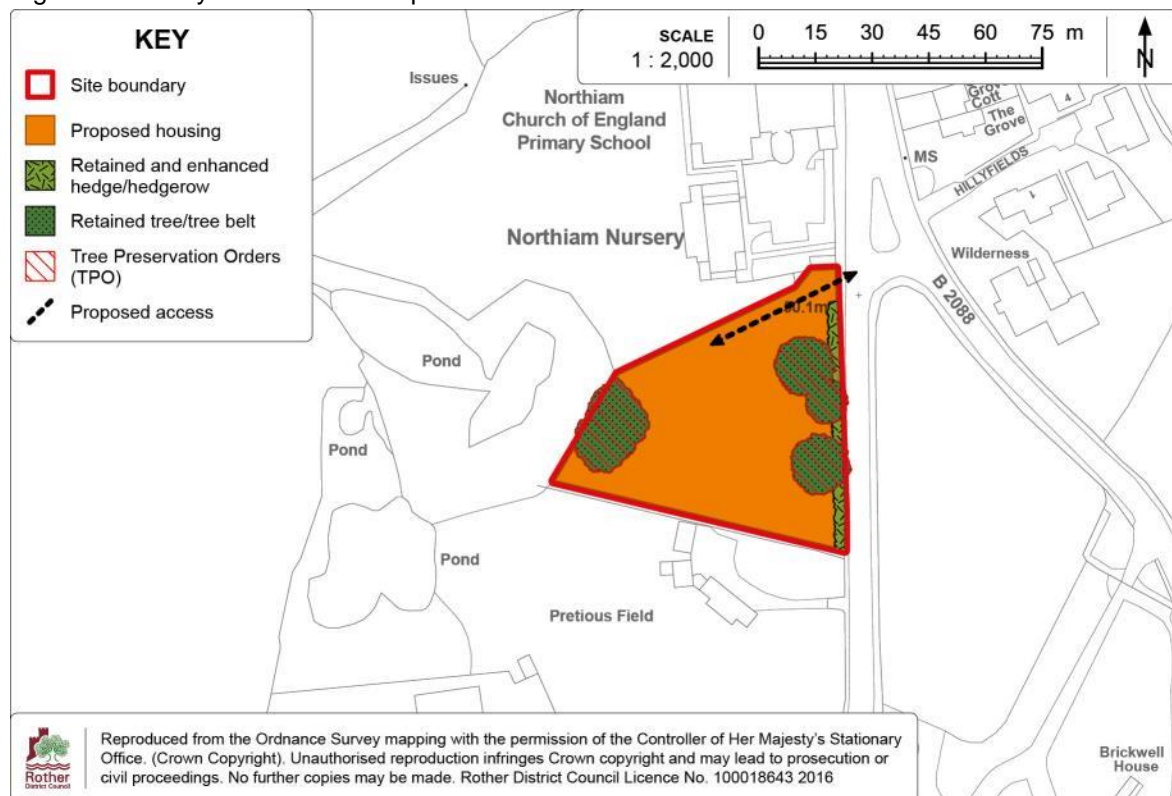 KEY
Site boundary
Proposed housing
Retained and enhanced
hedge/hedgerow
Retained tree/tree belt
Tree Preservation Orders
(TPO)
Proposed access
SCALE
1 : 2,000
0 15 30 45 60 75 m
N
Issues
Northiam
Church of England
Primary School
Grove
Cott
The
Grove
4
MS
HILLYFIELDS
1
Northiam Nursery
Wilderness
B 2088
Pond
Pond
Pond
Pretious Field
Brickwell
House
Rother
District Council
Reproduced from the Ordnance Survey mapping with the permission of the Controller of Her Majesty's Stationary
Office. (Crown Copyright). Unauthorised reproduction infringes Crown copyright and may lead to prosecution or
civil proceedings. No further copies may be made. Rother District Council Licence No. 100018643 2016